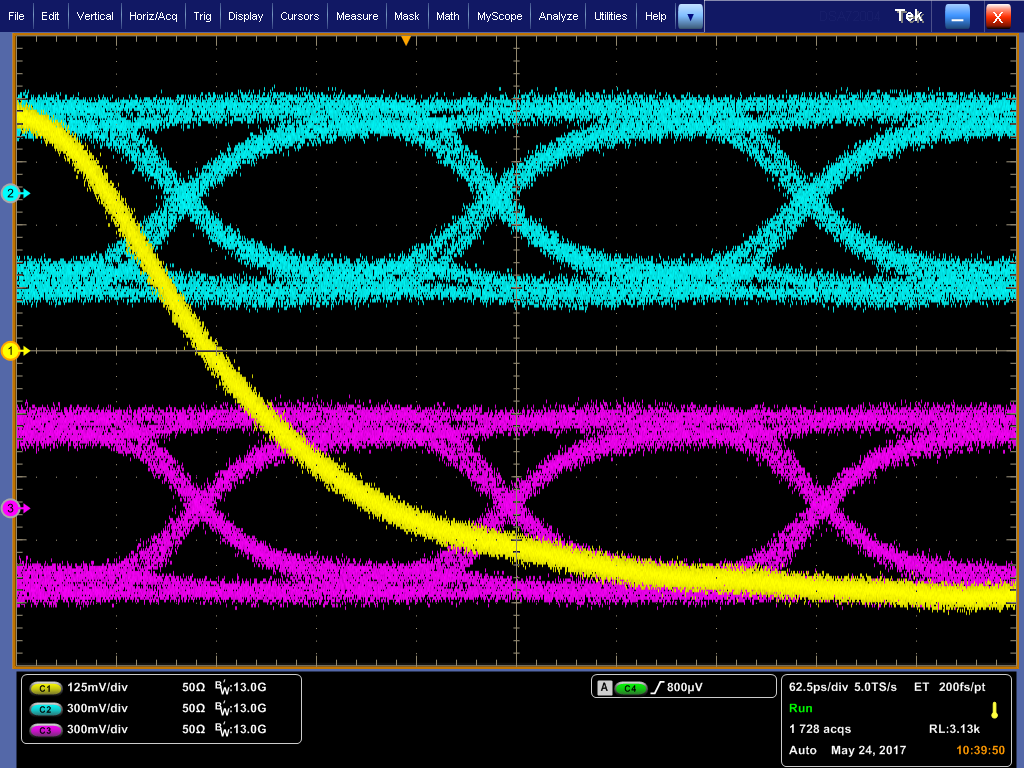 File Edit Vertical Horiz/Acq Trig Display Cursors Measure Mask Math MyScope Analyze Utilities Help Tek
2
1
3
C1 125mV/div 50Ω BW:13.0G
C2 300mV/div 50Ω BW:13.0G
C3 300mV/div 50Ω BW:13.0G
A C4 800µV
62.5ps/div 5.0TS/s ET 200fs/pt
Run
1 728 acqs RL:3.13k
Auto May 24, 2017 10:39:50